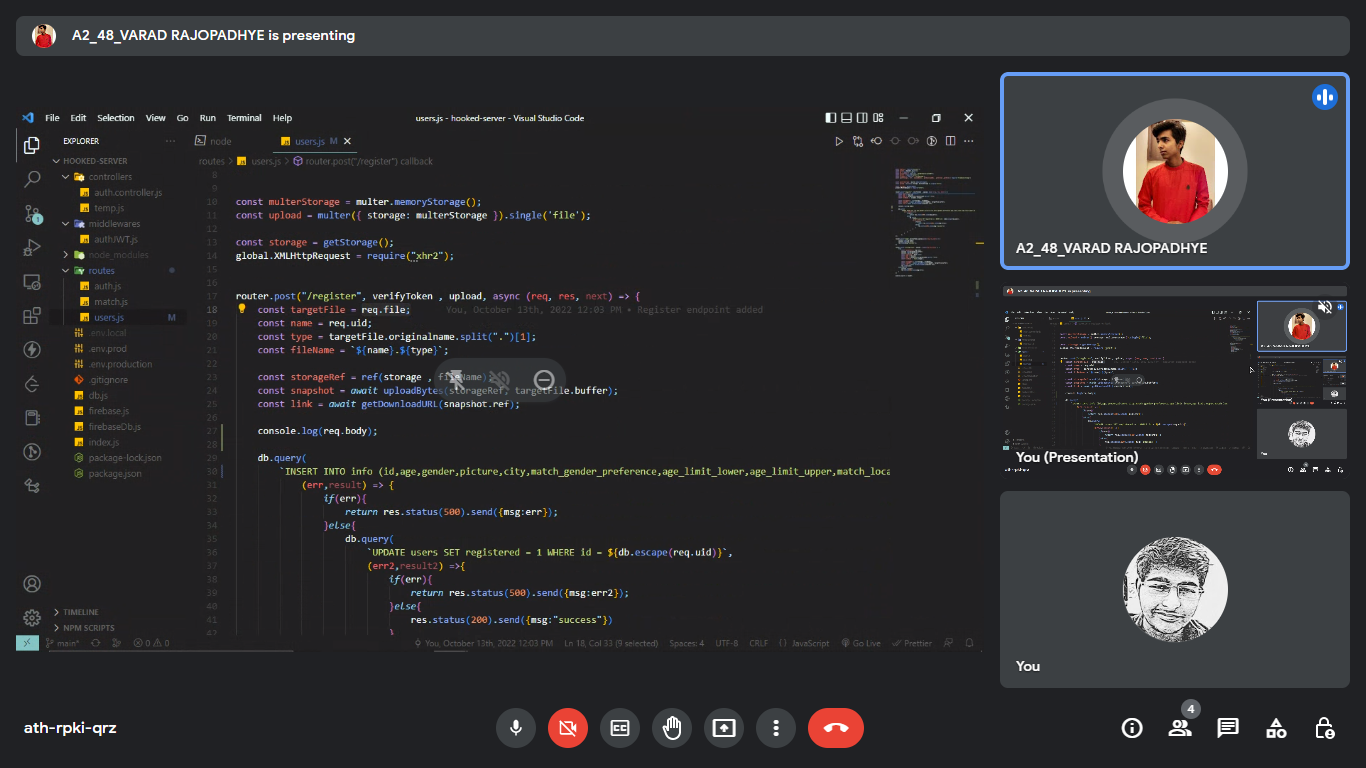 A2_48_VARAD RAJOPADHYE is presenting
File Edit Selection View Go Run Terminal Help
users.js - hooked-server - Visual Studio Code
EXPLORER
node
users.js M
HOOKED-SERVER
routes > users.js > router.post("/register") callback
controllers
auth.controller.js
temp.js
middlewares
authJWT.js
node_modules
routes
auth.js
match.js
users.js M
.env.local
.env.prod
.env.production
.gitignore
db.js
firebase.js
firebaseDb.js
index.js
package-lock.json
package.json
TIMELINE
NPM SCRIPTS
8
9
10 const multerStorage = multer.memoryStorage();
11 const upload = multer({ storage: multerStorage }).single('file');
12
13 const storage = getStorage();
14 global.XMLHttpRequest = require("xhr2");
15
16
17 router.post("/register", verifyToken , upload, async (req, res, next) => {
18 const targetFile = req.file; You, October 13th, 2022 12:03 PM • Register endpoint added
19 const name = req.uid;
20 const type = targetFile.originalname.split(".")[1];
21 const fileName = `${name}.${type}`;
22
23 const storageRef = ref(storage , fileName)
24 const snapshot = await uploadBytes(storageRef, targetFile.buffer);
25 const link = await getDownloadURL(snapshot.ref);
26
27 console.log(req.body);
28
29 db.query(
30 `INSERT INTO info (id,age,gender,picture,city,match_gender_preference,age_limit_lower,age_limit_upper,match_loca
31 (err,result) => {
32 if(err){
33 return res.status(500).send({msg:err});
34 }else{
35 db.query(
36 `UPDATE users SET registered = 1 WHERE id = ${db.escape(req.uid)}`,
37 (err2,result2) =>{
38 if(err){
39 return res.status(500).send({msg:err2});
40 }else{
41 res.status(200).send({msg:"success"})
42 }
main* 0 0 You, October 13th, 2022 12:03 PM Ln 18, Col 33 (9 selected) Spaces: 4 UTF-8 CRLF {} JavaScript Go Live Prettier
A2_48_VARAD RAJOPADHYE
You (Presentation)
You
ath-rpki-qrz
4